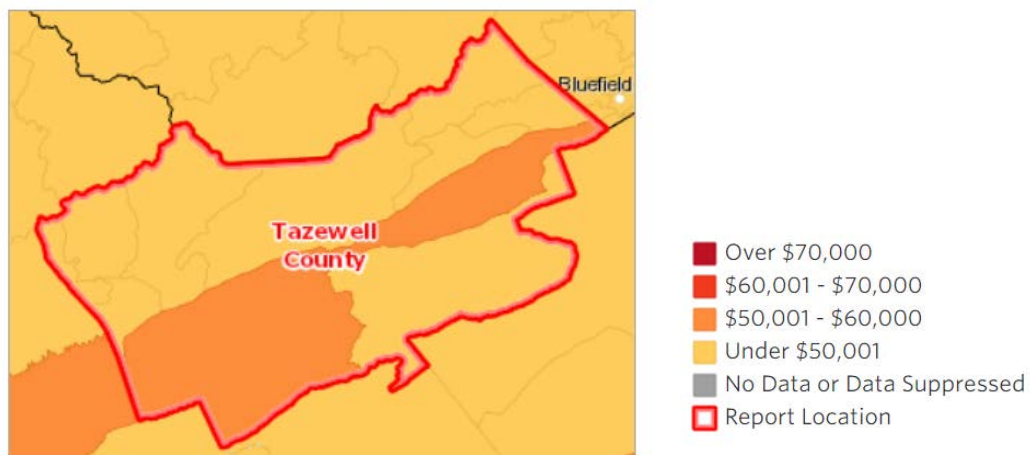 Bluefield
Tazewell
County
Over $70,000
$60,001 - $70,000
$50,001 - $60,000
Under $50,001
No Data or Data Suppressed
Report Location